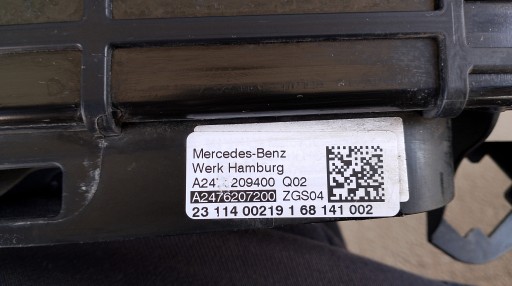 Mercedes-Benz
Werk Hamburg
209400 Q02
A2476207200 ZGS04
23 114 00219 1 68 141 002